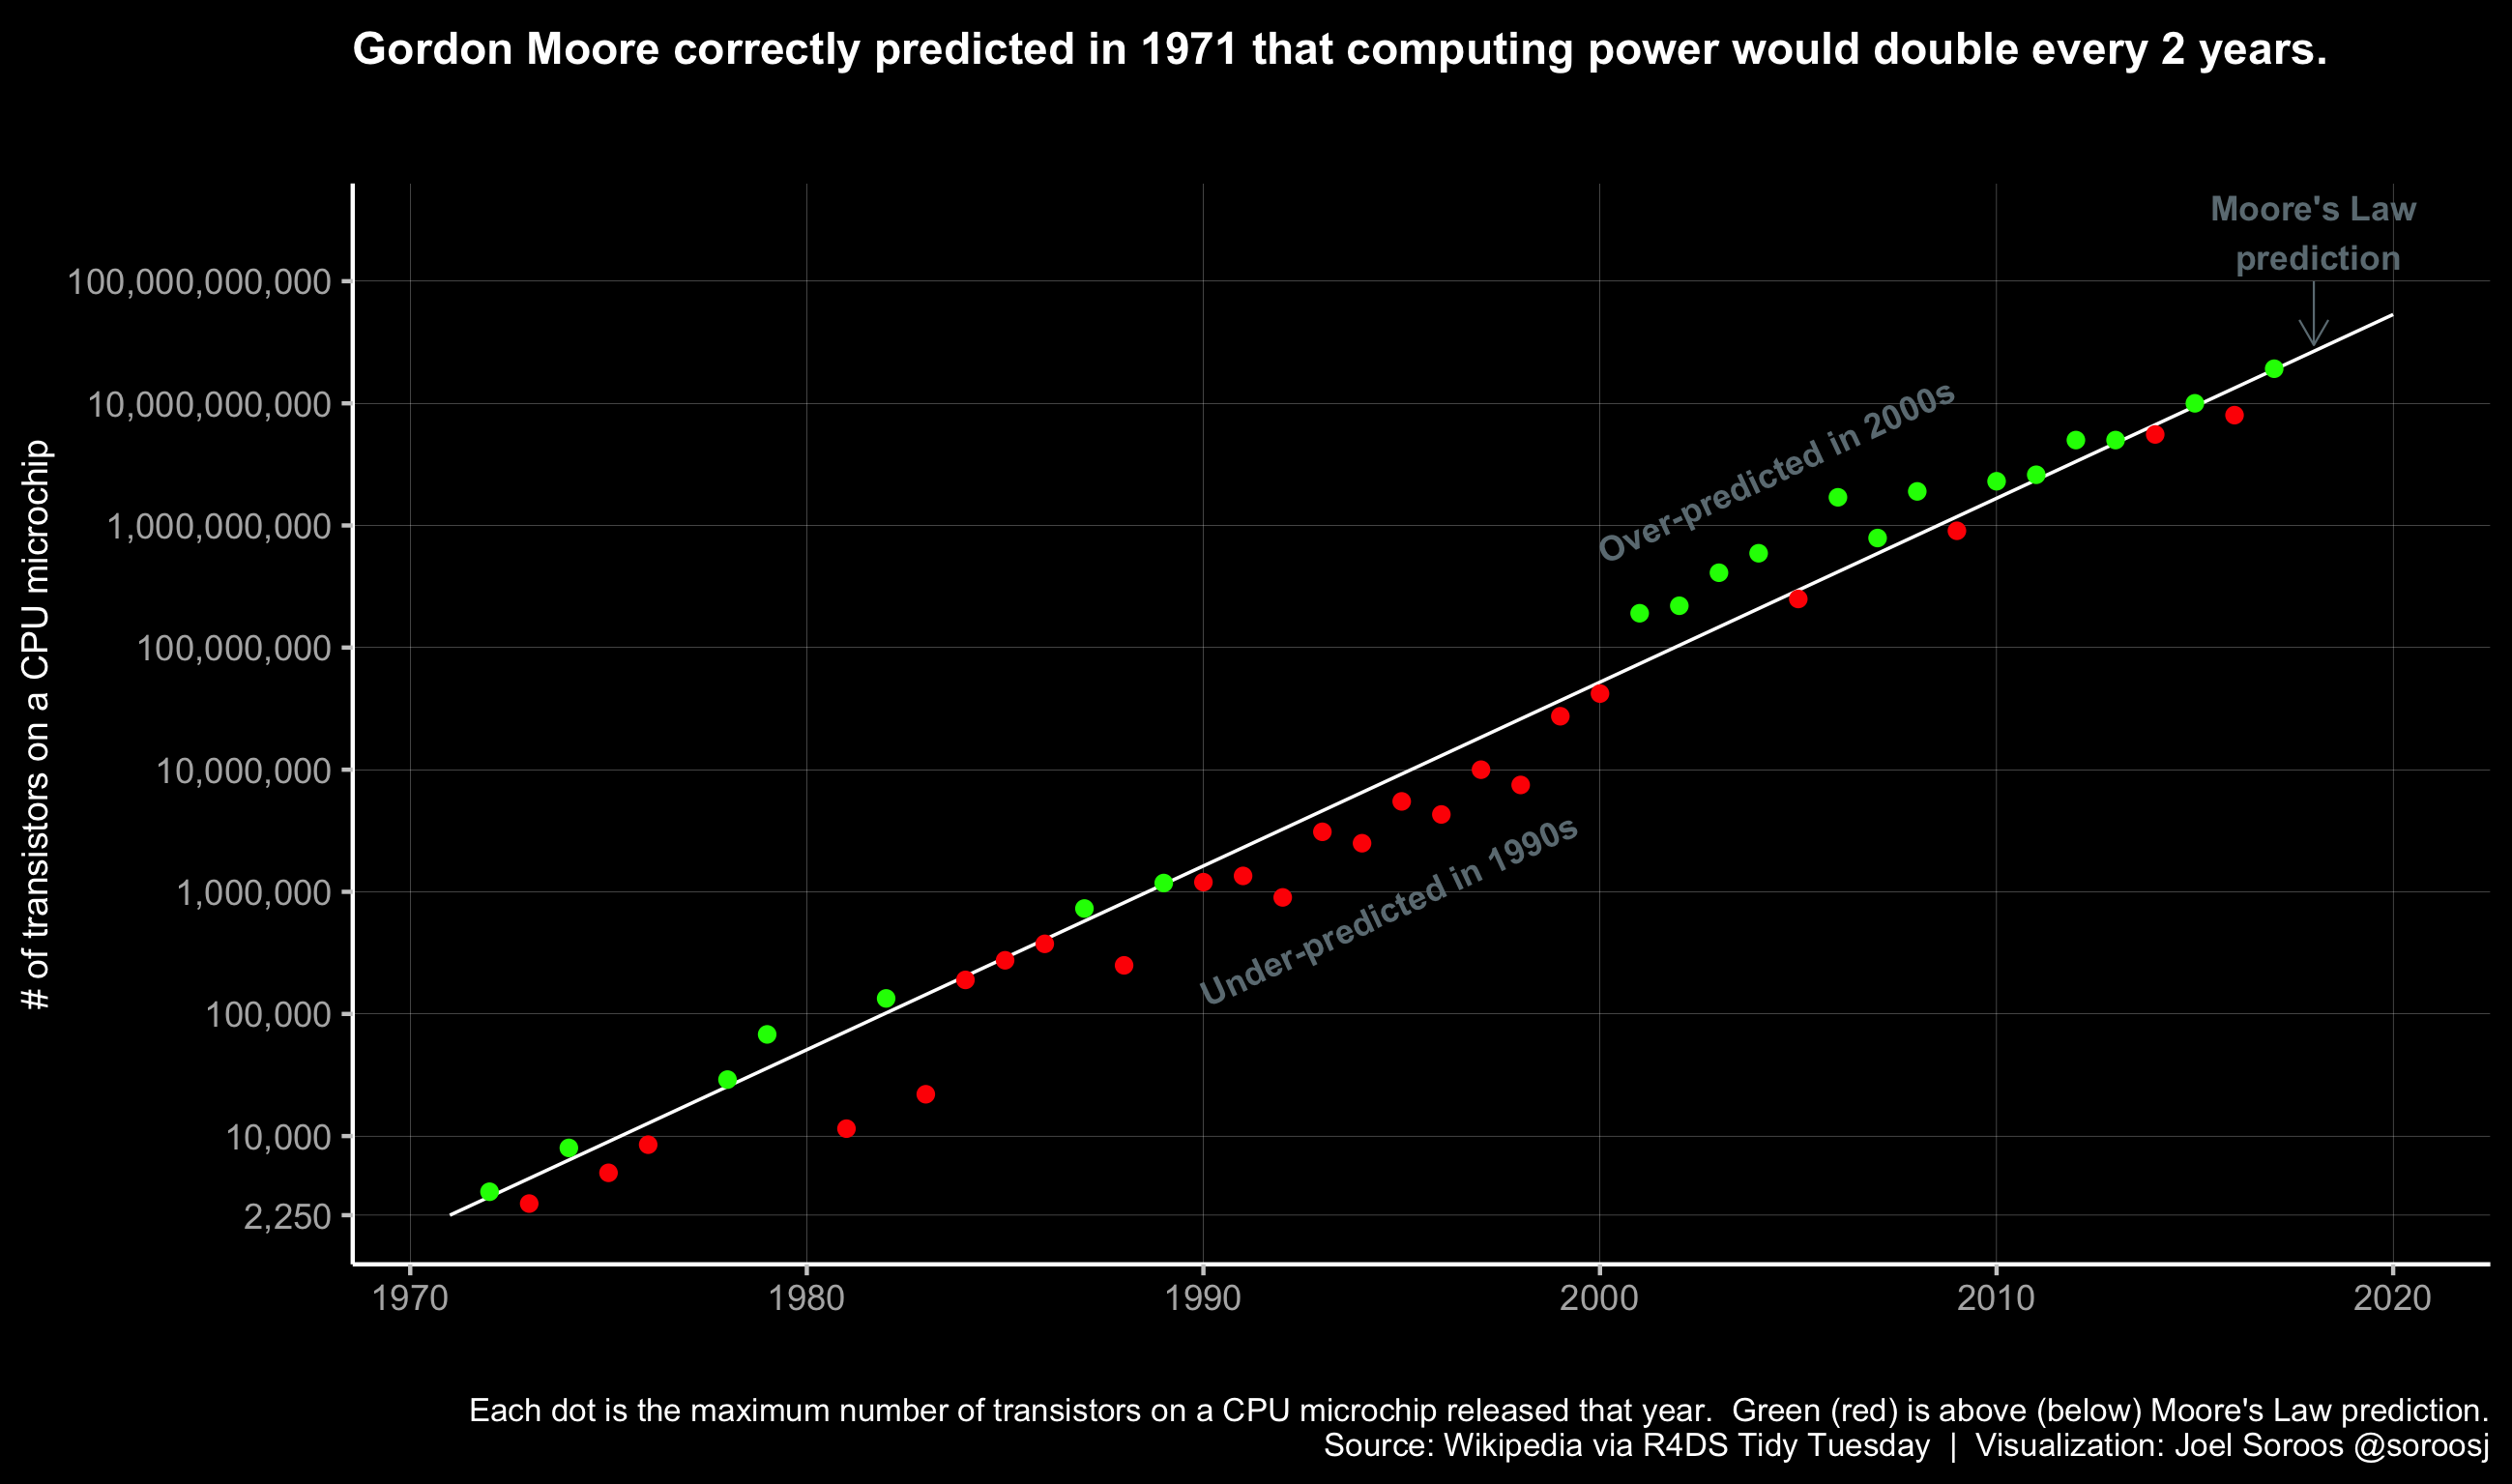 Gordon Moore correctly predicted in 1971 that computing power would double every 2 years.
Moore's Law
prediction
100,000,000,000
10,000,000,000
1,000,000,000
100,000,000
10,000,000
1,000,000
100,000
10,000
2,250
# of transistors on a CPU microchip
Over-predicted in 2000s
Under-predicted in 1990s
1970
1980
1990
2000
2010
2020
Each dot is the maximum number of transistors on a CPU microchip released that year.  Green (red) is above (below) Moore's Law prediction.
Source: Wikipedia via R4DS Tidy Tuesday  |  Visualization: Joel Soroos @soroosj